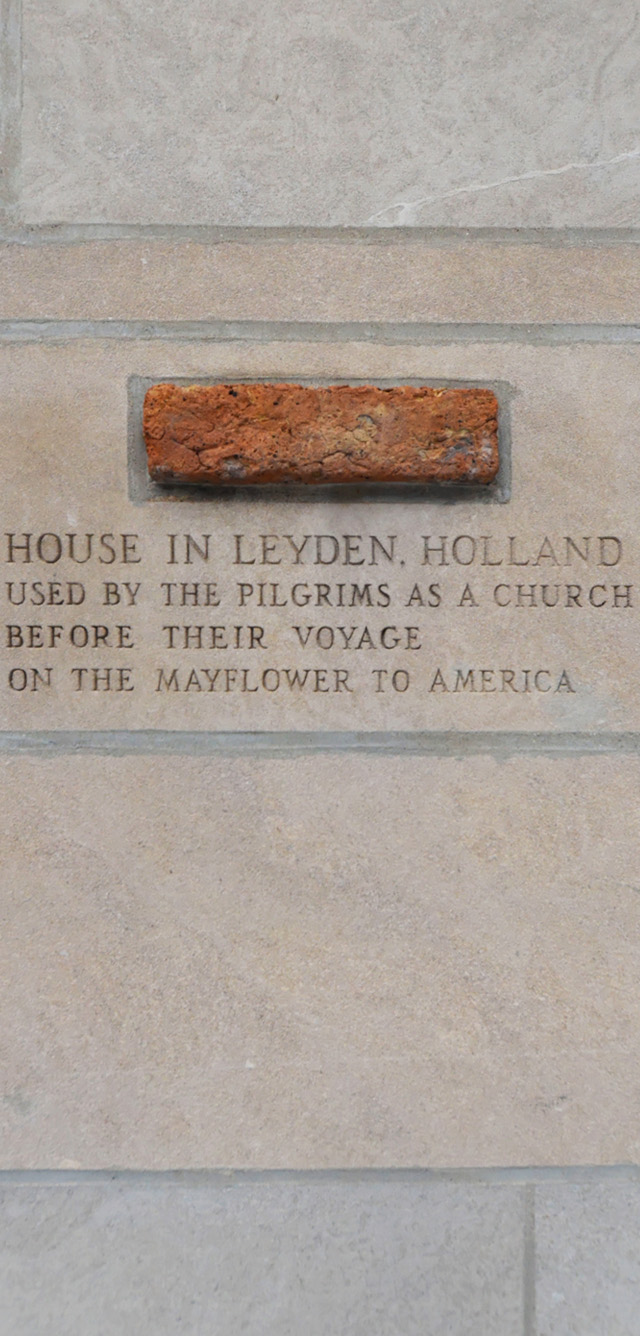 HOUSE IN LEYDEN, HOLLAND
USED BY THE PILGRIMS AS A CHURCH
BEFORE THEIR VOYAGE
ON THE MAYFLOWER TO AMERICA